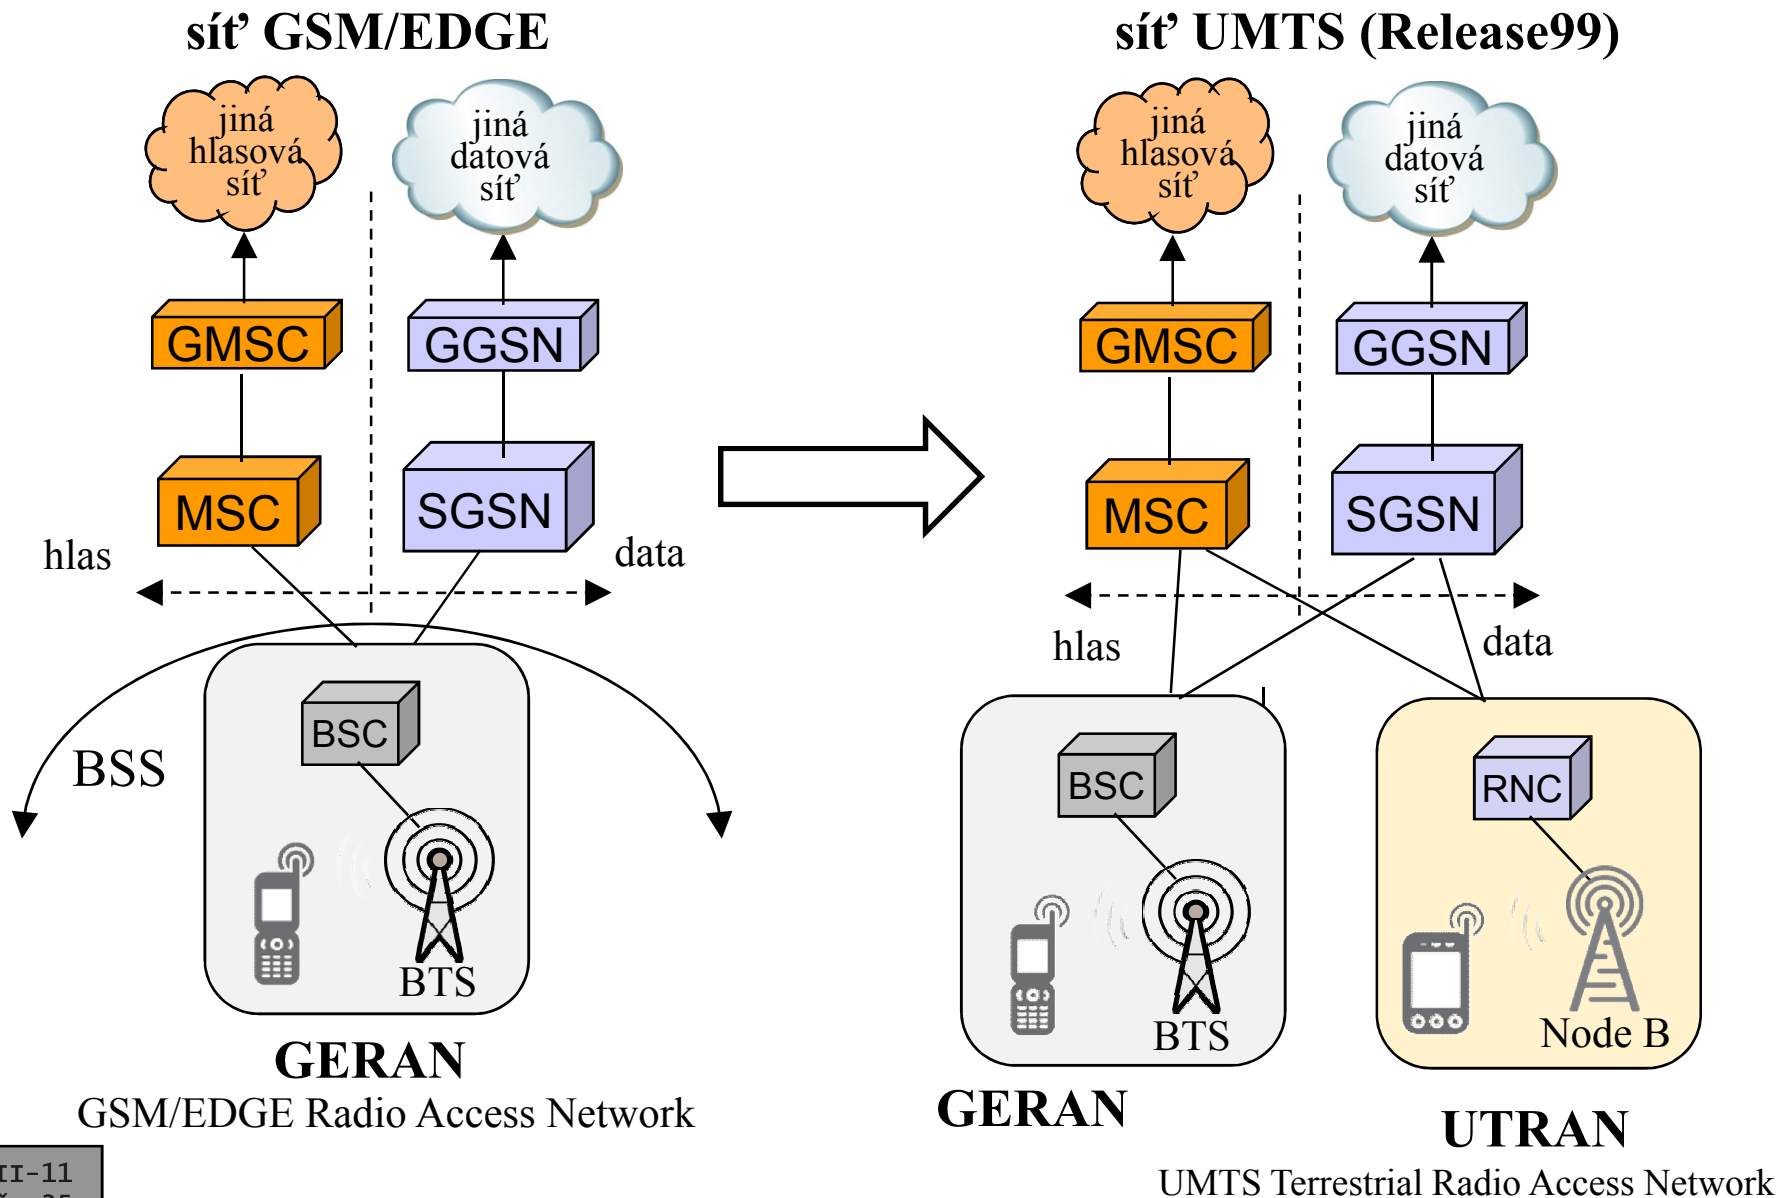 síť GSM/EDGE
jiná
hlasová
síť
jiná
datová
síť
GMSC
GGSN
MSC
SGSN
hlas
data
BSS
BSC
BTS
GERAN
GSM/EDGE Radio Access Network
síť UMTS (Release99)
jiná
hlasová
síť
jiná
datová
síť
GMSC
GGSN
MSC
SGSN
hlas
data
BSC
BTS
GERAN
RNC
Node B
UTRAN
UMTS Terrestrial Radio Access Network
II-11